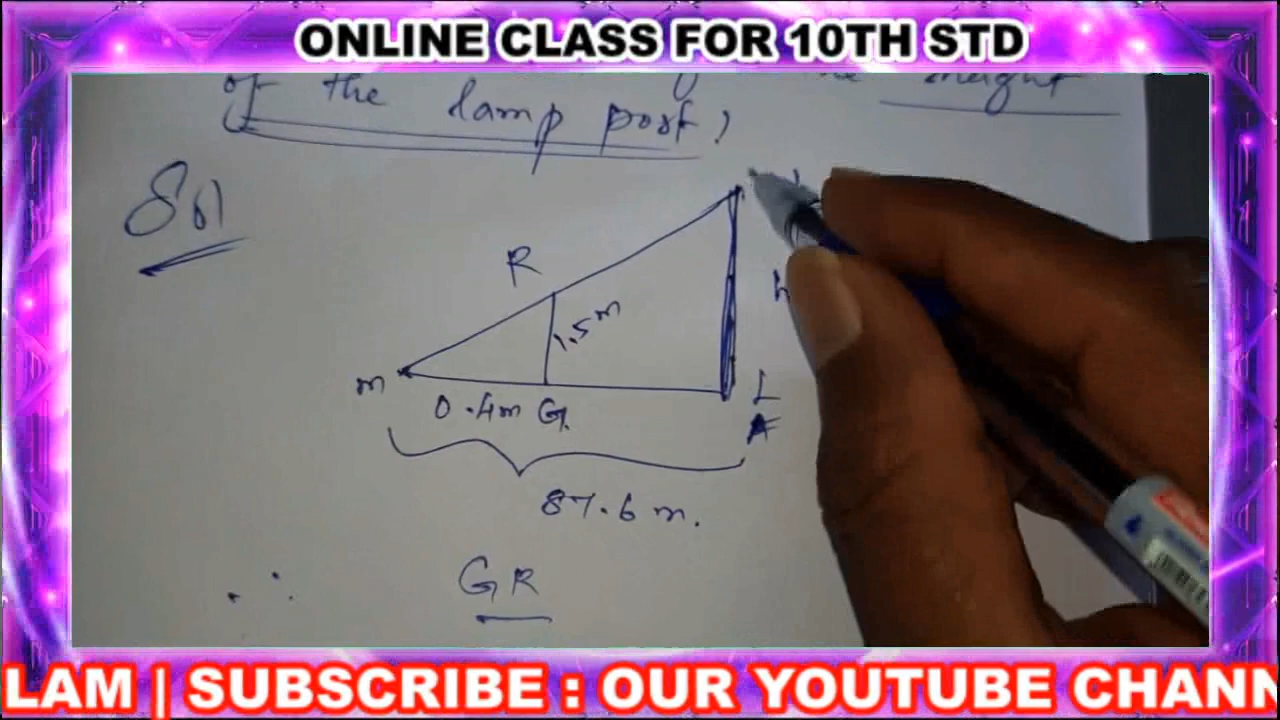 ONLINE CLASS FOR 10TH STD
of the lamp post,
Sol
R
1.5 m
h
m
0.4m G.
L
87.6 m.
∴ GR
LAM | SUBSCRIBE : OUR YOUTUBE CHANN